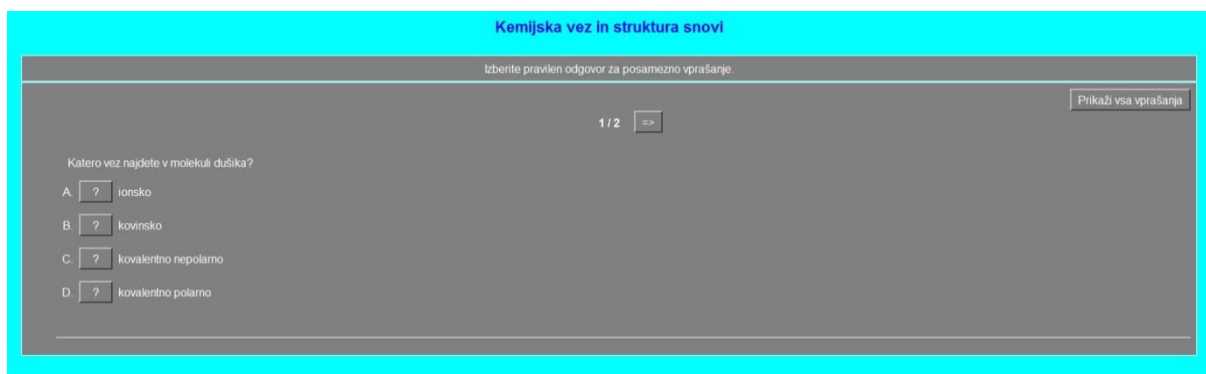 Kemijska vez in struktura snovi
Izberite pravilen odgovor za posamezno vprašanje.
Prikaži vsa vprašanja
1 / 2 =>
Katero vez najdete v molekuli dušika?
A. ? ionsko
B. ? kovinsko
C. ? kovalentno nepolarno
D. ? kovalentno polarno